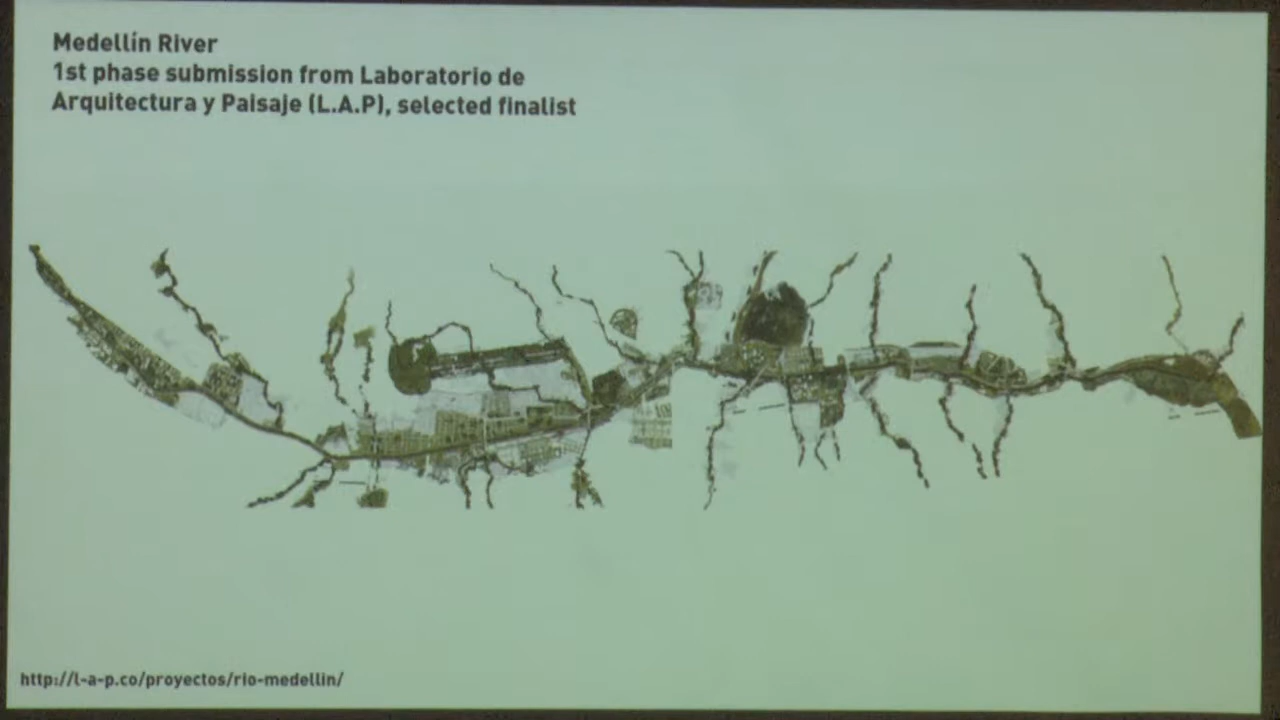 Medellín River
1st phase submission from Laboratorio de
Arquitectura y Paisaje (L.A.P), selected finalist
http://l-a-p.co/proyectos/rio-medellin/